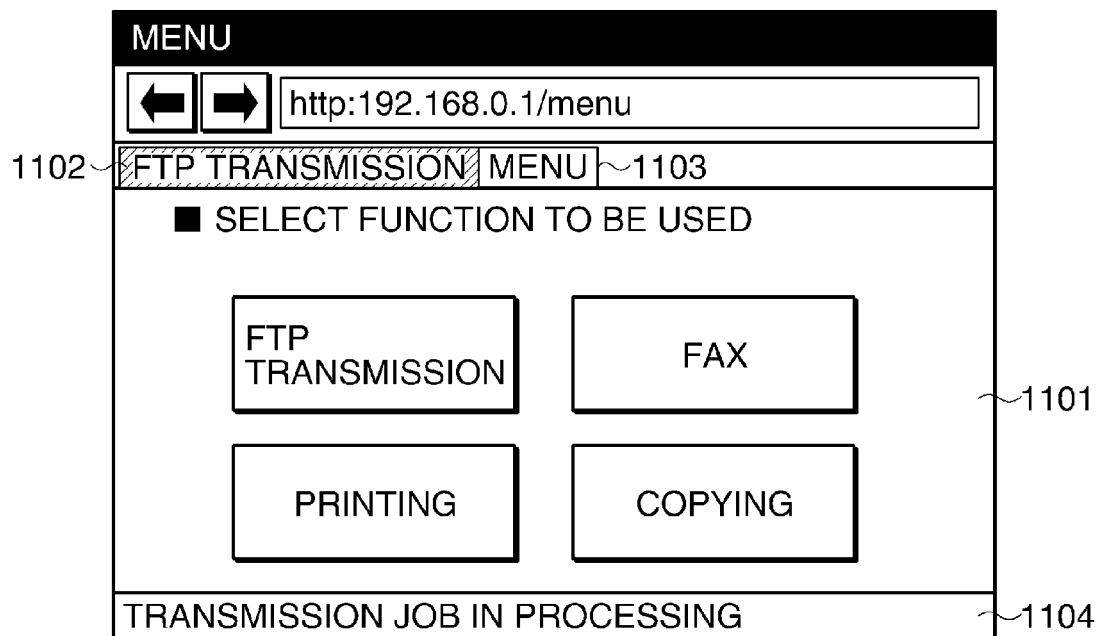 MENU
http:192.168.0.1/menu
1102 FTP TRANSMISSION MENU 1103
■ SELECT FUNCTION TO BE USED
FTP
TRANSMISSION
FAX
1101
PRINTING
COPYING
TRANSMISSION JOB IN PROCESSING 1104